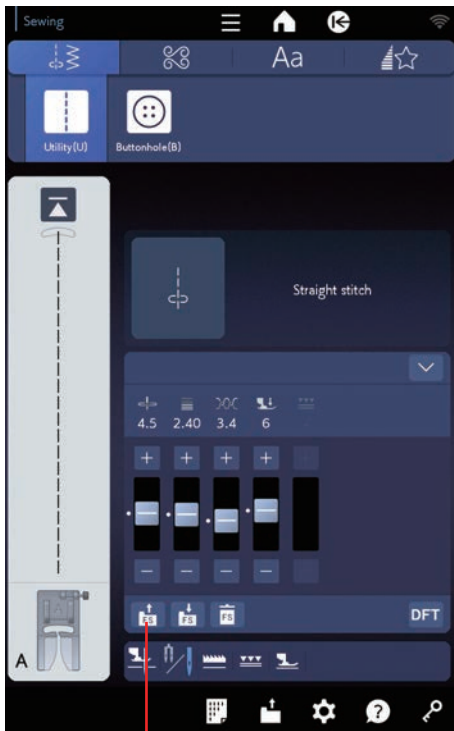 Sewing
Aa
Utility(U)
Buttonhole(B)
Straight stitch
4.5 2.40 3.4 6
+ + + +
− − − −
FS FS FS DFT
A